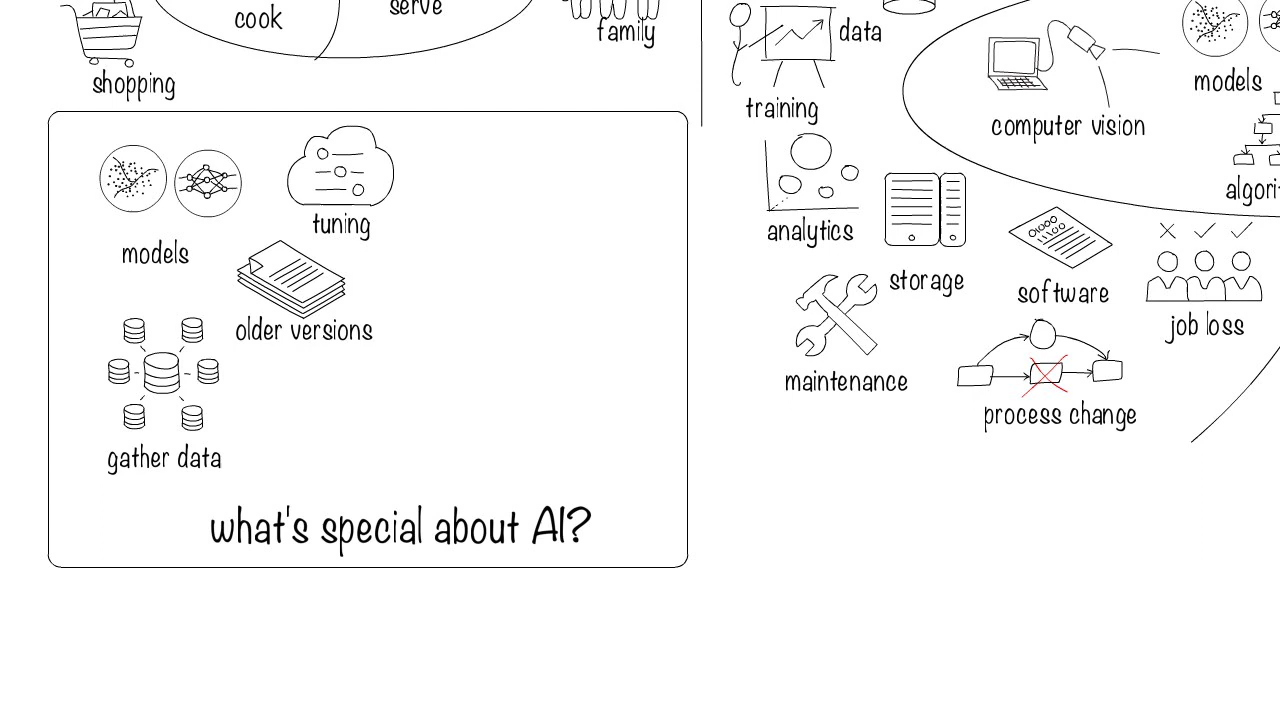 cook
serve
shopping
family
models
tuning
older versions
gather data
what's special about AI?
data
training
computer vision
models
analytics
storage
software
job loss
maintenance
process change